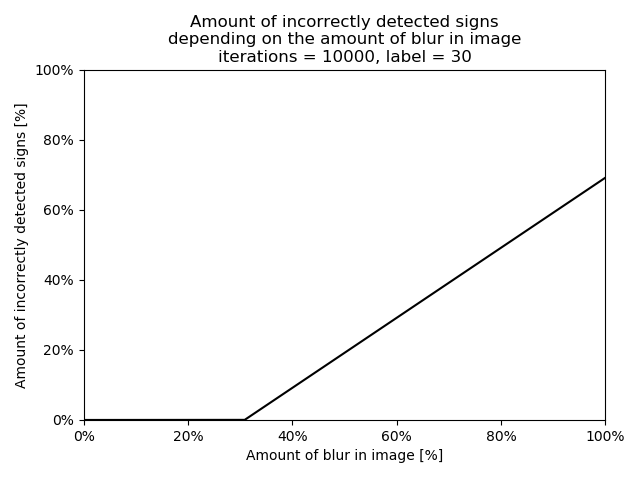 Amount of incorrectly detected signs
depending on the amount of blur in image
iterations = 10000, label = 30
Amount of incorrectly detected signs [%]
100%
80%
60%
40%
20%
0%
0% 20% 40% 60% 80% 100%
Amount of blur in image [%]